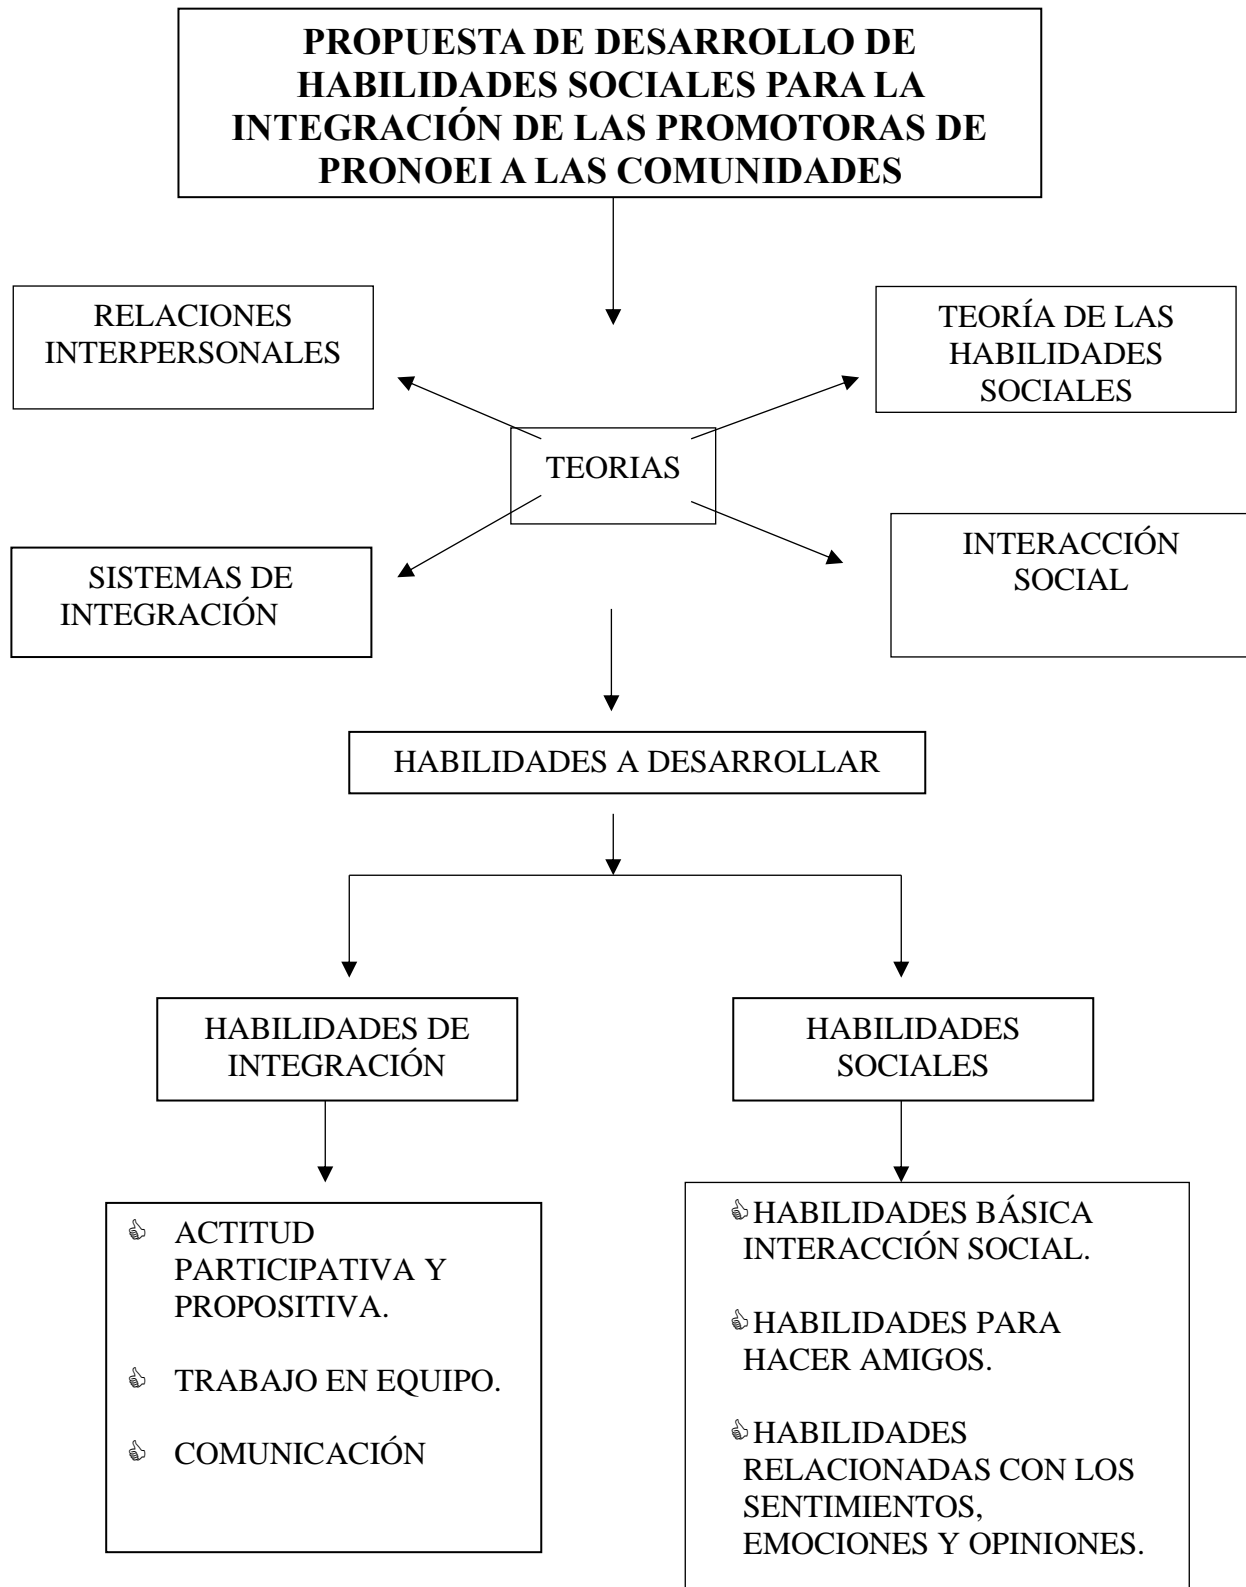 PROPUESTA DE DESARROLLO DE
HABILIDADES SOCIALES PARA LA
INTEGRACIÓN DE LAS PROMOTORAS DE
PRONOEI A LAS COMUNIDADES
RELACIONES
INTERPERSONALES
TEORÍA DE LAS
HABILIDADES
SOCIALES
TEORIAS
SISTEMAS DE
INTEGRACIÓN
INTERACCIÓN
SOCIAL
HABILIDADES A DESARROLLAR
HABILIDADES DE
INTEGRACIÓN
HABILIDADES
SOCIALES
ACTITUD
PARTICIPATIVA Y
PROPOSITIVA.
TRABAJO EN EQUIPO.
COMUNICACIÓN
HABILIDADES BÁSICA
INTERACCIÓN SOCIAL.
HABILIDADES PARA
HACER AMIGOS.
HABILIDADES
RELACIONADAS CON LOS
SENTIMIENTOS,
EMOCIONES Y OPINIONES.